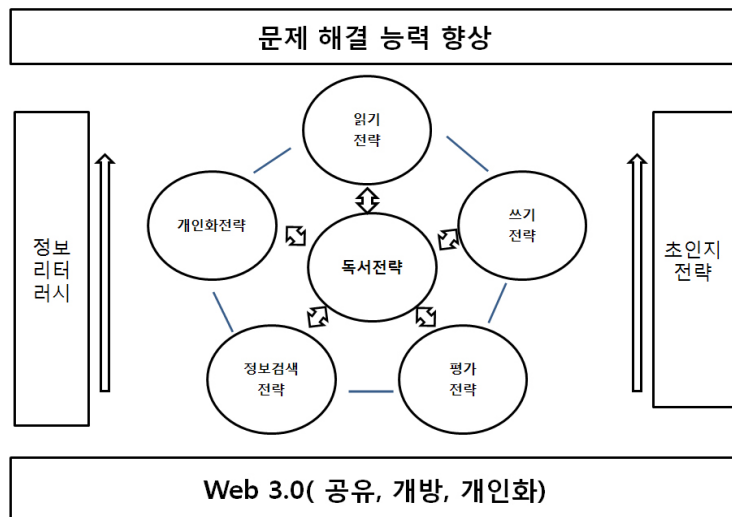 문제 해결 능력 향상
읽기
전략
개인화전략
쓰기
전략
정보
리터
러시
독서전략
초인지
전략
정보검색
전략
평가
전략
Web 3.0( 공유, 개방, 개인화)